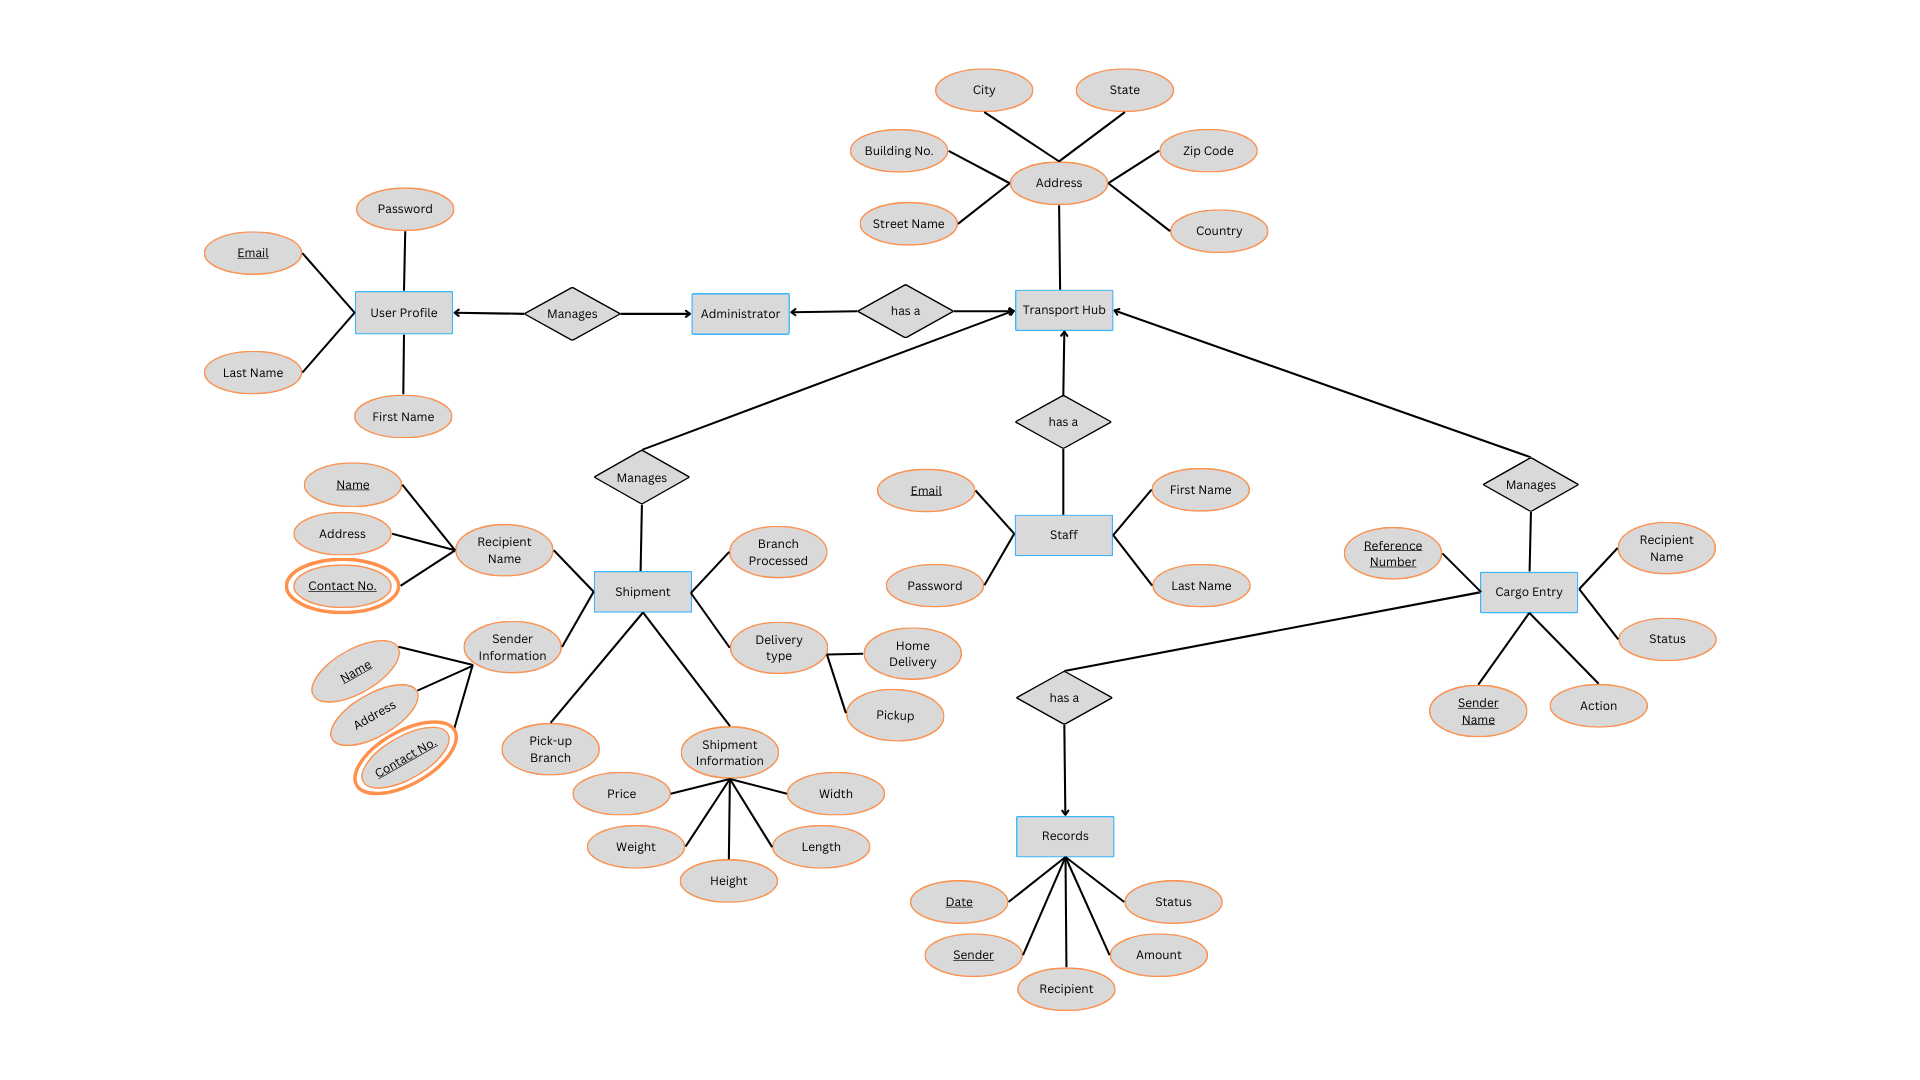 City
State
Building No.
Zip Code
Address
Street Name
Country
Password
Email
User Profile
Manages
Administrator
has a
Transport Hub
Last Name
First Name
has a
Manages
Manages
Name
Address
Contact No.
Recipient
Name
Shipment
Branch
Processed
Sender
Information
Name
Address
Contact No.
Delivery
type
Home
Delivery
Pickup
Pick-up
Branch
Shipment
Information
Price
Width
Weight
Length
Height
Email
First Name
Staff
Password
Last Name
Reference
Number
Recipient
Name
Cargo Entry
Status
Sender
Name
Action
has a
Records
Date
Status
Sender
Amount
Recipient